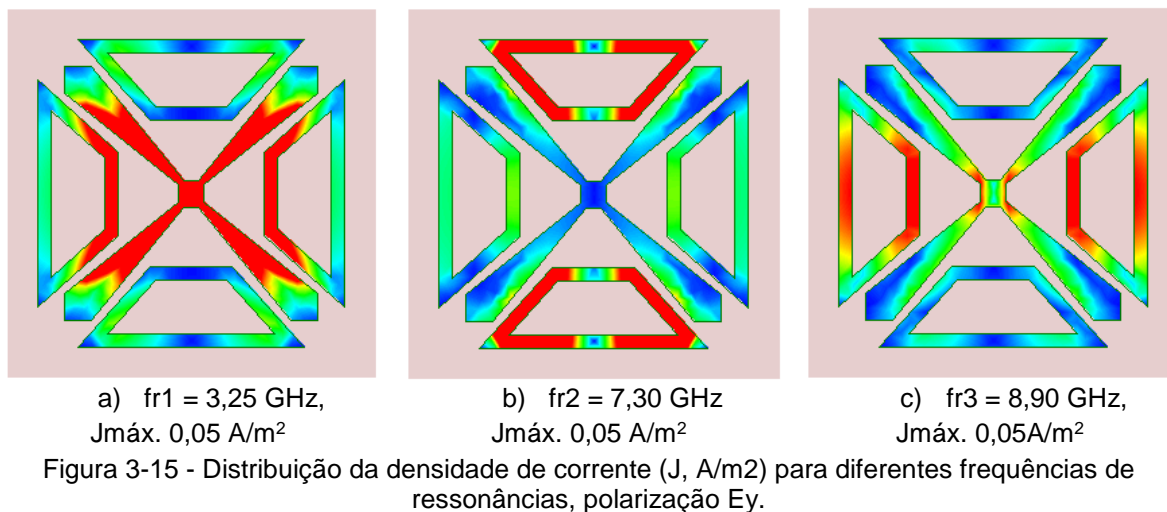 a) fr1 = 3,25 GHz,
Jmáx. 0,05 A/m²
b) fr2 = 7,30 GHz
Jmáx. 0,05 A/m²
c) fr3 = 8,90 GHz,
Jmáx. 0,05A/m²
Figura 3-15 - Distribuição da densidade de corrente (J, A/m2) para diferentes frequências de
ressonâncias, polarização Ey.